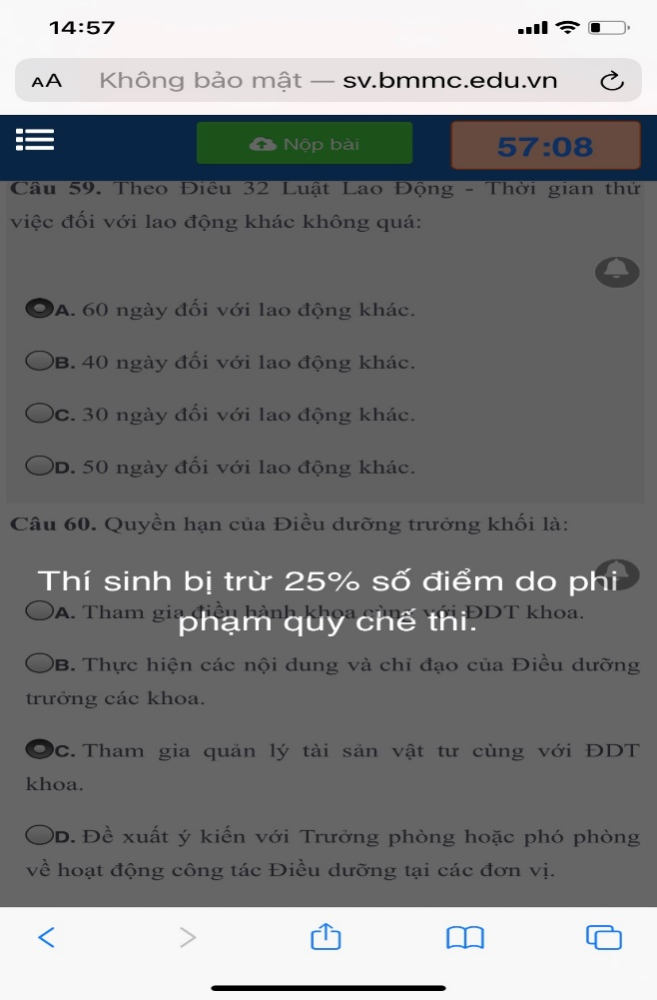 14:57
AA Không bảo mật — sv.bmmc.edu.vn
Nộp bài 57:08
Câu 59. Theo Điều 32 Luật Lao Động - Thời gian thử
việc đối với lao động khác không quá:
A. 60 ngày đối với lao động khác.
B. 40 ngày đối với lao động khác.
C. 30 ngày đối với lao động khác.
D. 50 ngày đối với lao động khác.
Câu 60. Quyền hạn của Điều dưỡng trưởng khối là:
Thí sinh bị trừ 25% số điểm do phi
phạm quy chế thi.
A. Tham gia điều hành khoa cùng với ĐDT khoa.
B. Thực hiện các nội dung và chỉ đạo của Điều dưỡng
trưởng các khoa.
C. Tham gia quản lý tài sản vật tư cùng với ĐDT
khoa.
D. Đề xuất ý kiến với Trưởng phòng hoặc phó phòng
về hoạt động công tác Điều dưỡng tại các đơn vị.